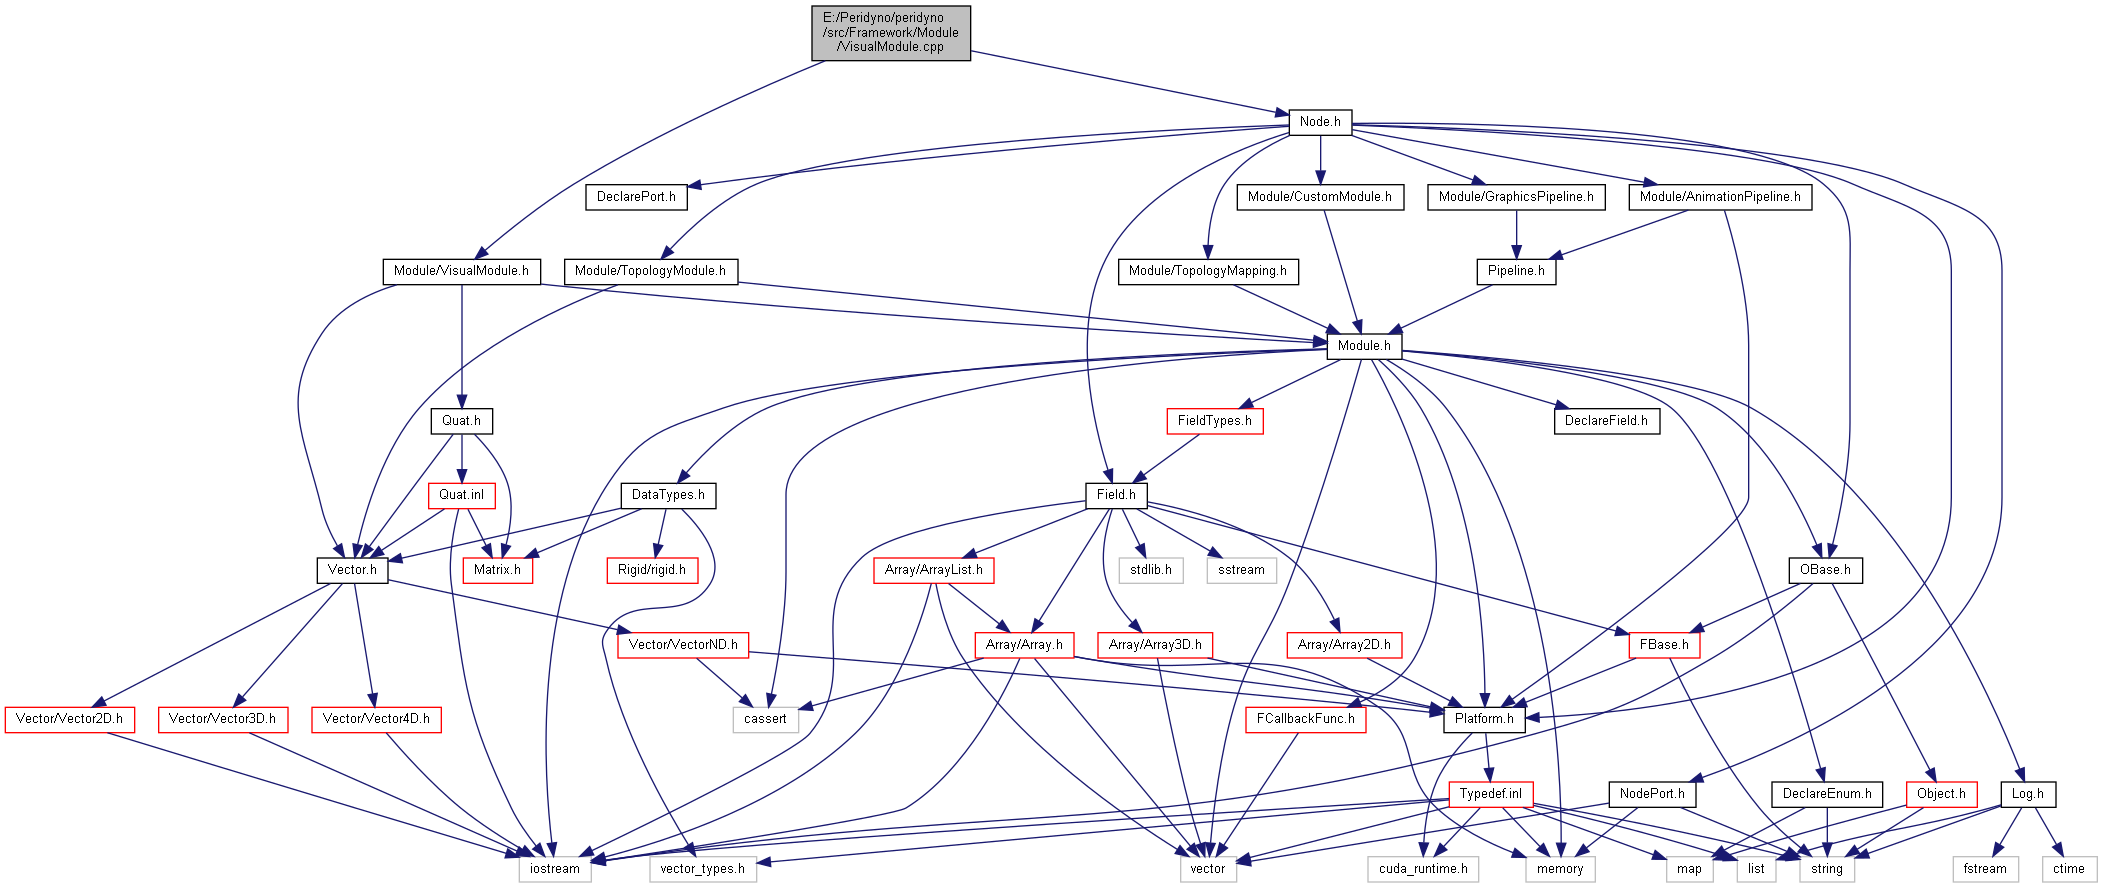 E:/Peridyno/peridyno
/src/Framework/Module
/VisualModule.cpp
Node.h
DeclarePort.h
Module/CustomModule.h
Module/GraphicsPipeline.h
Module/AnimationPipeline.h
Module/VisualModule.h
Module/TopologyModule.h
Module/TopologyMapping.h
Pipeline.h
Module.h
Quat.h
FieldTypes.h
DeclareField.h
Quat.inl
DataTypes.h
Field.h
Vector.h
Matrix.h
Rigid/rigid.h
Array/ArrayList.h
stdlib.h
sstream
OBase.h
Vector/VectorND.h
Array/Array.h
Array/Array3D.h
Array/Array2D.h
FBase.h
Vector/Vector2D.h
Vector/Vector3D.h
Vector/Vector4D.h
cassert
FCallbackFunc.h
Platform.h
Typedef.inl
NodePort.h
DeclareEnum.h
Object.h
Log.h
iostream
vector_types.h
vector
cuda_runtime.h
memory
map
list
string
fstream
ctime